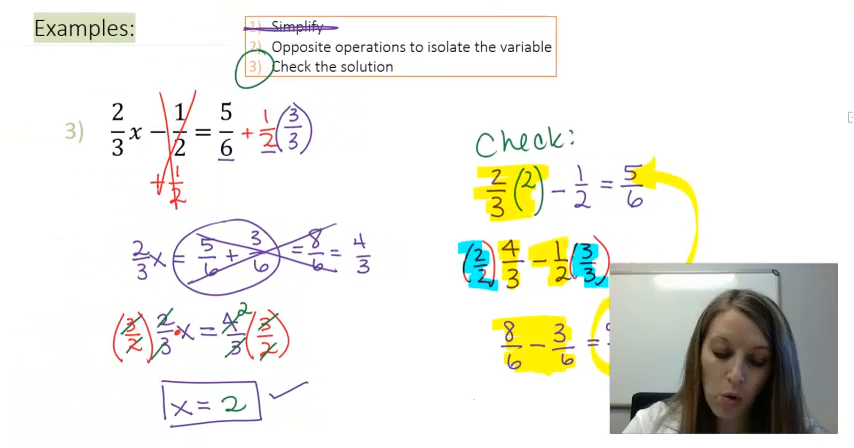 Examples:
1) Simplify
2) Opposite operations to isolate the variable
3) Check the solution
3) 2/3 x − 1/2 = 5/6 + 1/2 (3/3)
+ 1/2
2/3 x = 5/6 + 3/6 = 8/6 = 4/3
(3/2) 2/3 • x = 4/3 2 (3/2)
x = 2 ✓
Check:
2/3 (2) − 1/2 = 5/6
(2/2) 4/3 − 1/2 (3/3)
8/6 − 3/6 =